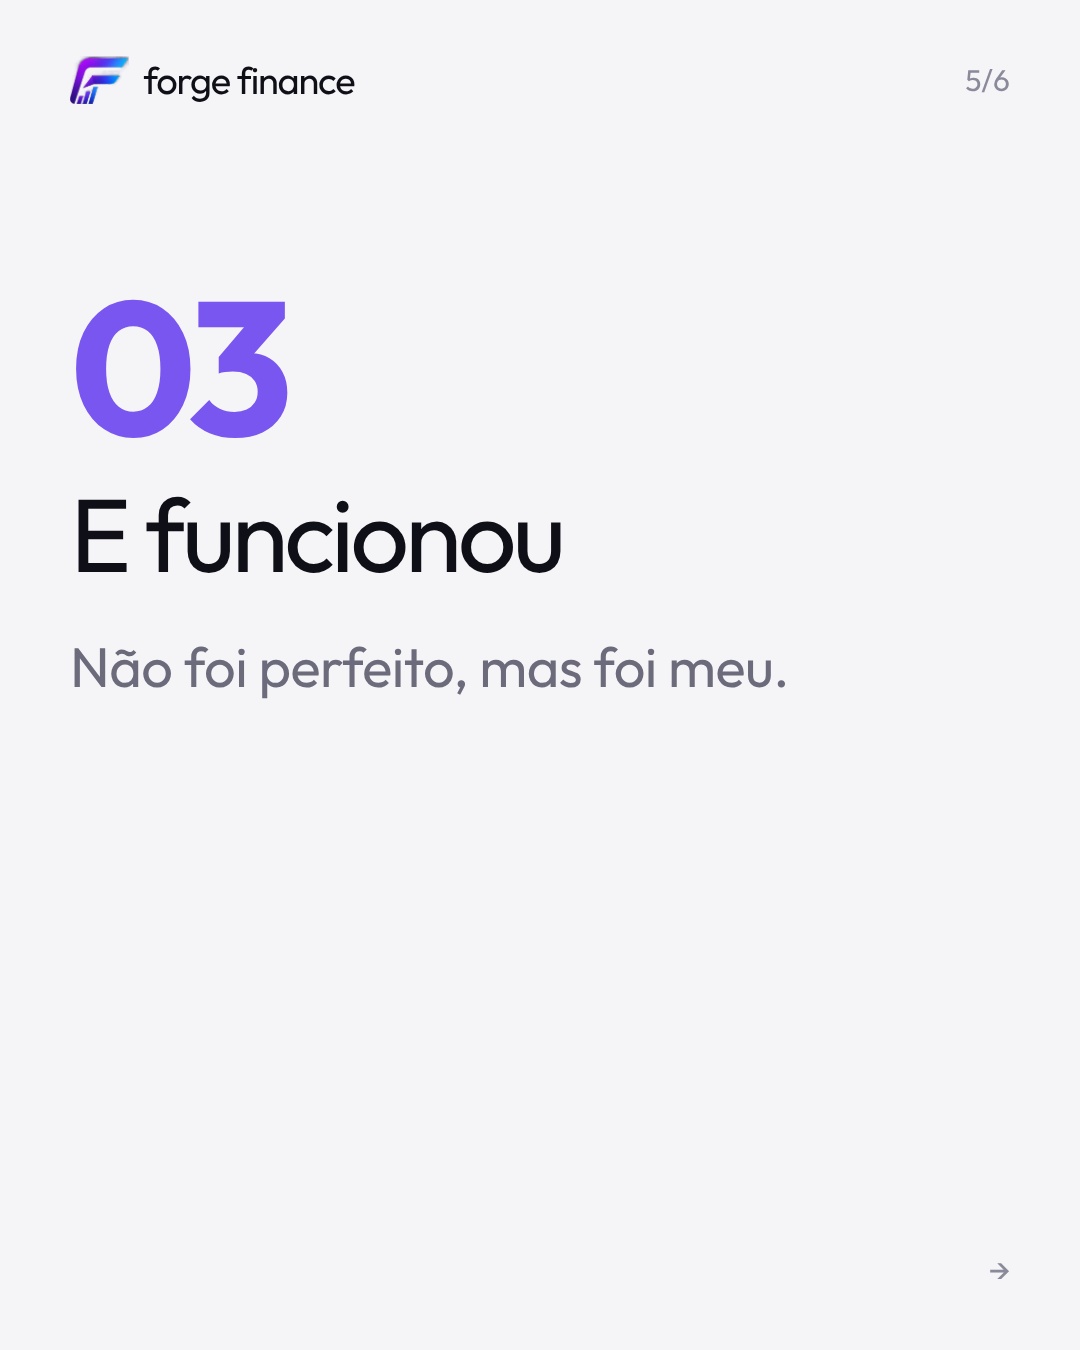 forge finance
5/6
03
E funcionou
Não foi perfeito, mas foi meu.
→